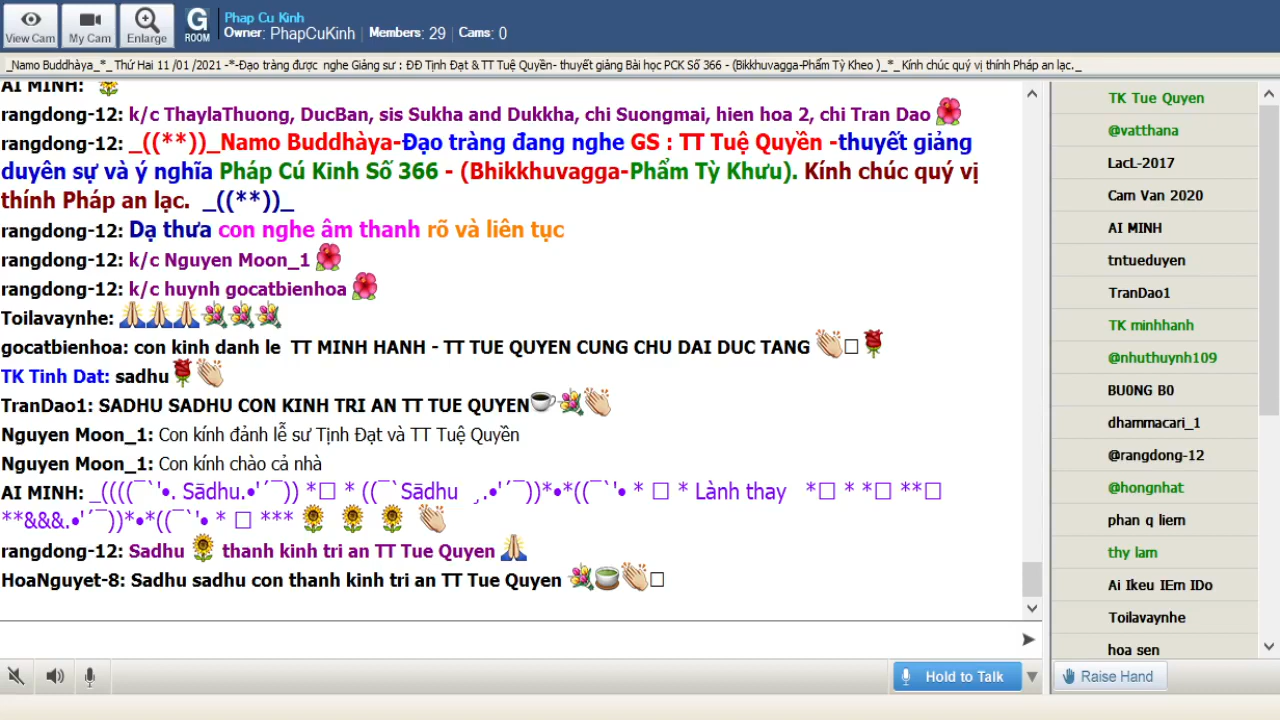 View Cam
My Cam
Enlarge
G
ROOM
Phap Cu Kinh
Owner: PhapCuKinh | Members: 29 | Cams: 0
_Namo Buddhàya_*_ Thứ Hai 11 /01 /2021 -*-Đạo tràng được nghe Giảng sư : ĐĐ Tịnh Đạt & TT Tuệ Quyền- thuyết giảng Bài học PCK Số 366 - (Bikkhuvagga-Phẩm Tỳ Kheo )_*_ Kính chúc quý vị thính Pháp an lạc._
AI MINH: 🌻
rangdong-12: k/c ThaylaThuong, DucBan, sis Sukha and Dukkha, chi Suongmai, hien hoa 2, chi Tran Dao 🌺
rangdong-12: _((**))_Namo Buddhàya-Đạo tràng đang nghe GS : TT Tuệ Quyền -thuyết giảng
duyên sự và ý nghĩa Pháp Cú Kinh Số 366 - (Bhikkhuvagga-Phẩm Tỳ Khưu). Kính chúc quý vị
thính Pháp an lạc. _((**))_
rangdong-12: Dạ thưa con nghe âm thanh rõ và liên tục
rangdong-12: k/c Nguyen Moon_1 🌺
rangdong-12: k/c huynh gocatbienhoa 🌺
Toilavaynhe: 🙏🙏🙏💐💐💐
gocatbienhoa: con kinh danh le TT MINH HANH - TT TUE QUYEN CUNG CHU DAI DUC TANG 👏□🌹
TK Tinh Dat: sadhu🌹👏
TranDao1: SADHU SADHU CON KINH TRI AN TT TUE QUYEN☕💐👏
Nguyen Moon_1: Con kính đảnh lễ sư Tịnh Đạt và TT Tuệ Quyền
Nguyen Moon_1: Con kính chào cả nhà
AI MINH: _((((¯`'•. Sādhu.•'´¯)) *□ * ((¯`Sādhu ¸.•'´¯))*•*((¯`'• * □ * Lành thay *□ * *□ **□
**&&&.•'´¯))*•*((¯`'• * □ *** 🌻 🌻 🌻 👏
rangdong-12: Sadhu 🌻 thanh kinh tri an TT Tue Quyen 🙏
HoaNguyet-8: Sadhu sadhu con thanh kinh tri an TT Tue Quyen 💐🍵👏□
Hold to Talk
TK Tue Quyen
@vatthana
LacL-2017
Cam Van 2020
AI MINH
tntueduyen
TranDao1
TK minhhanh
@nhuthuynh109
BU0NG B0
dhammacari_1
@rangdong-12
@hongnhat
phan q liem
thy lam
Ai Ikeu IEm IDo
Toilavaynhe
hoa sen
Raise Hand